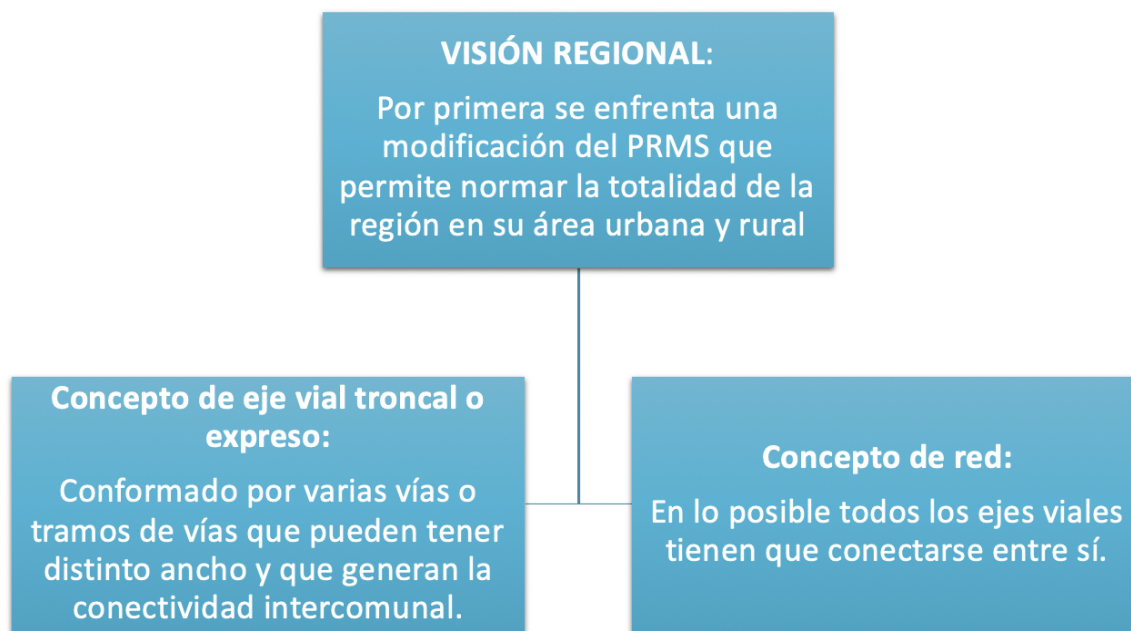 VISIÓN REGIONAL:
Por primera se enfrenta una
modificación del PRMS que
permite normar la totalidad de la
región en su área urbana y rural
Concepto de eje vial troncal o
expreso:
Conformado por varias vías o
tramos de vías que pueden tener
distinto ancho y que generan la
conectividad intercomunal.
Concepto de red:
En lo posible todos los ejes viales
tienen que conectarse entre sí.